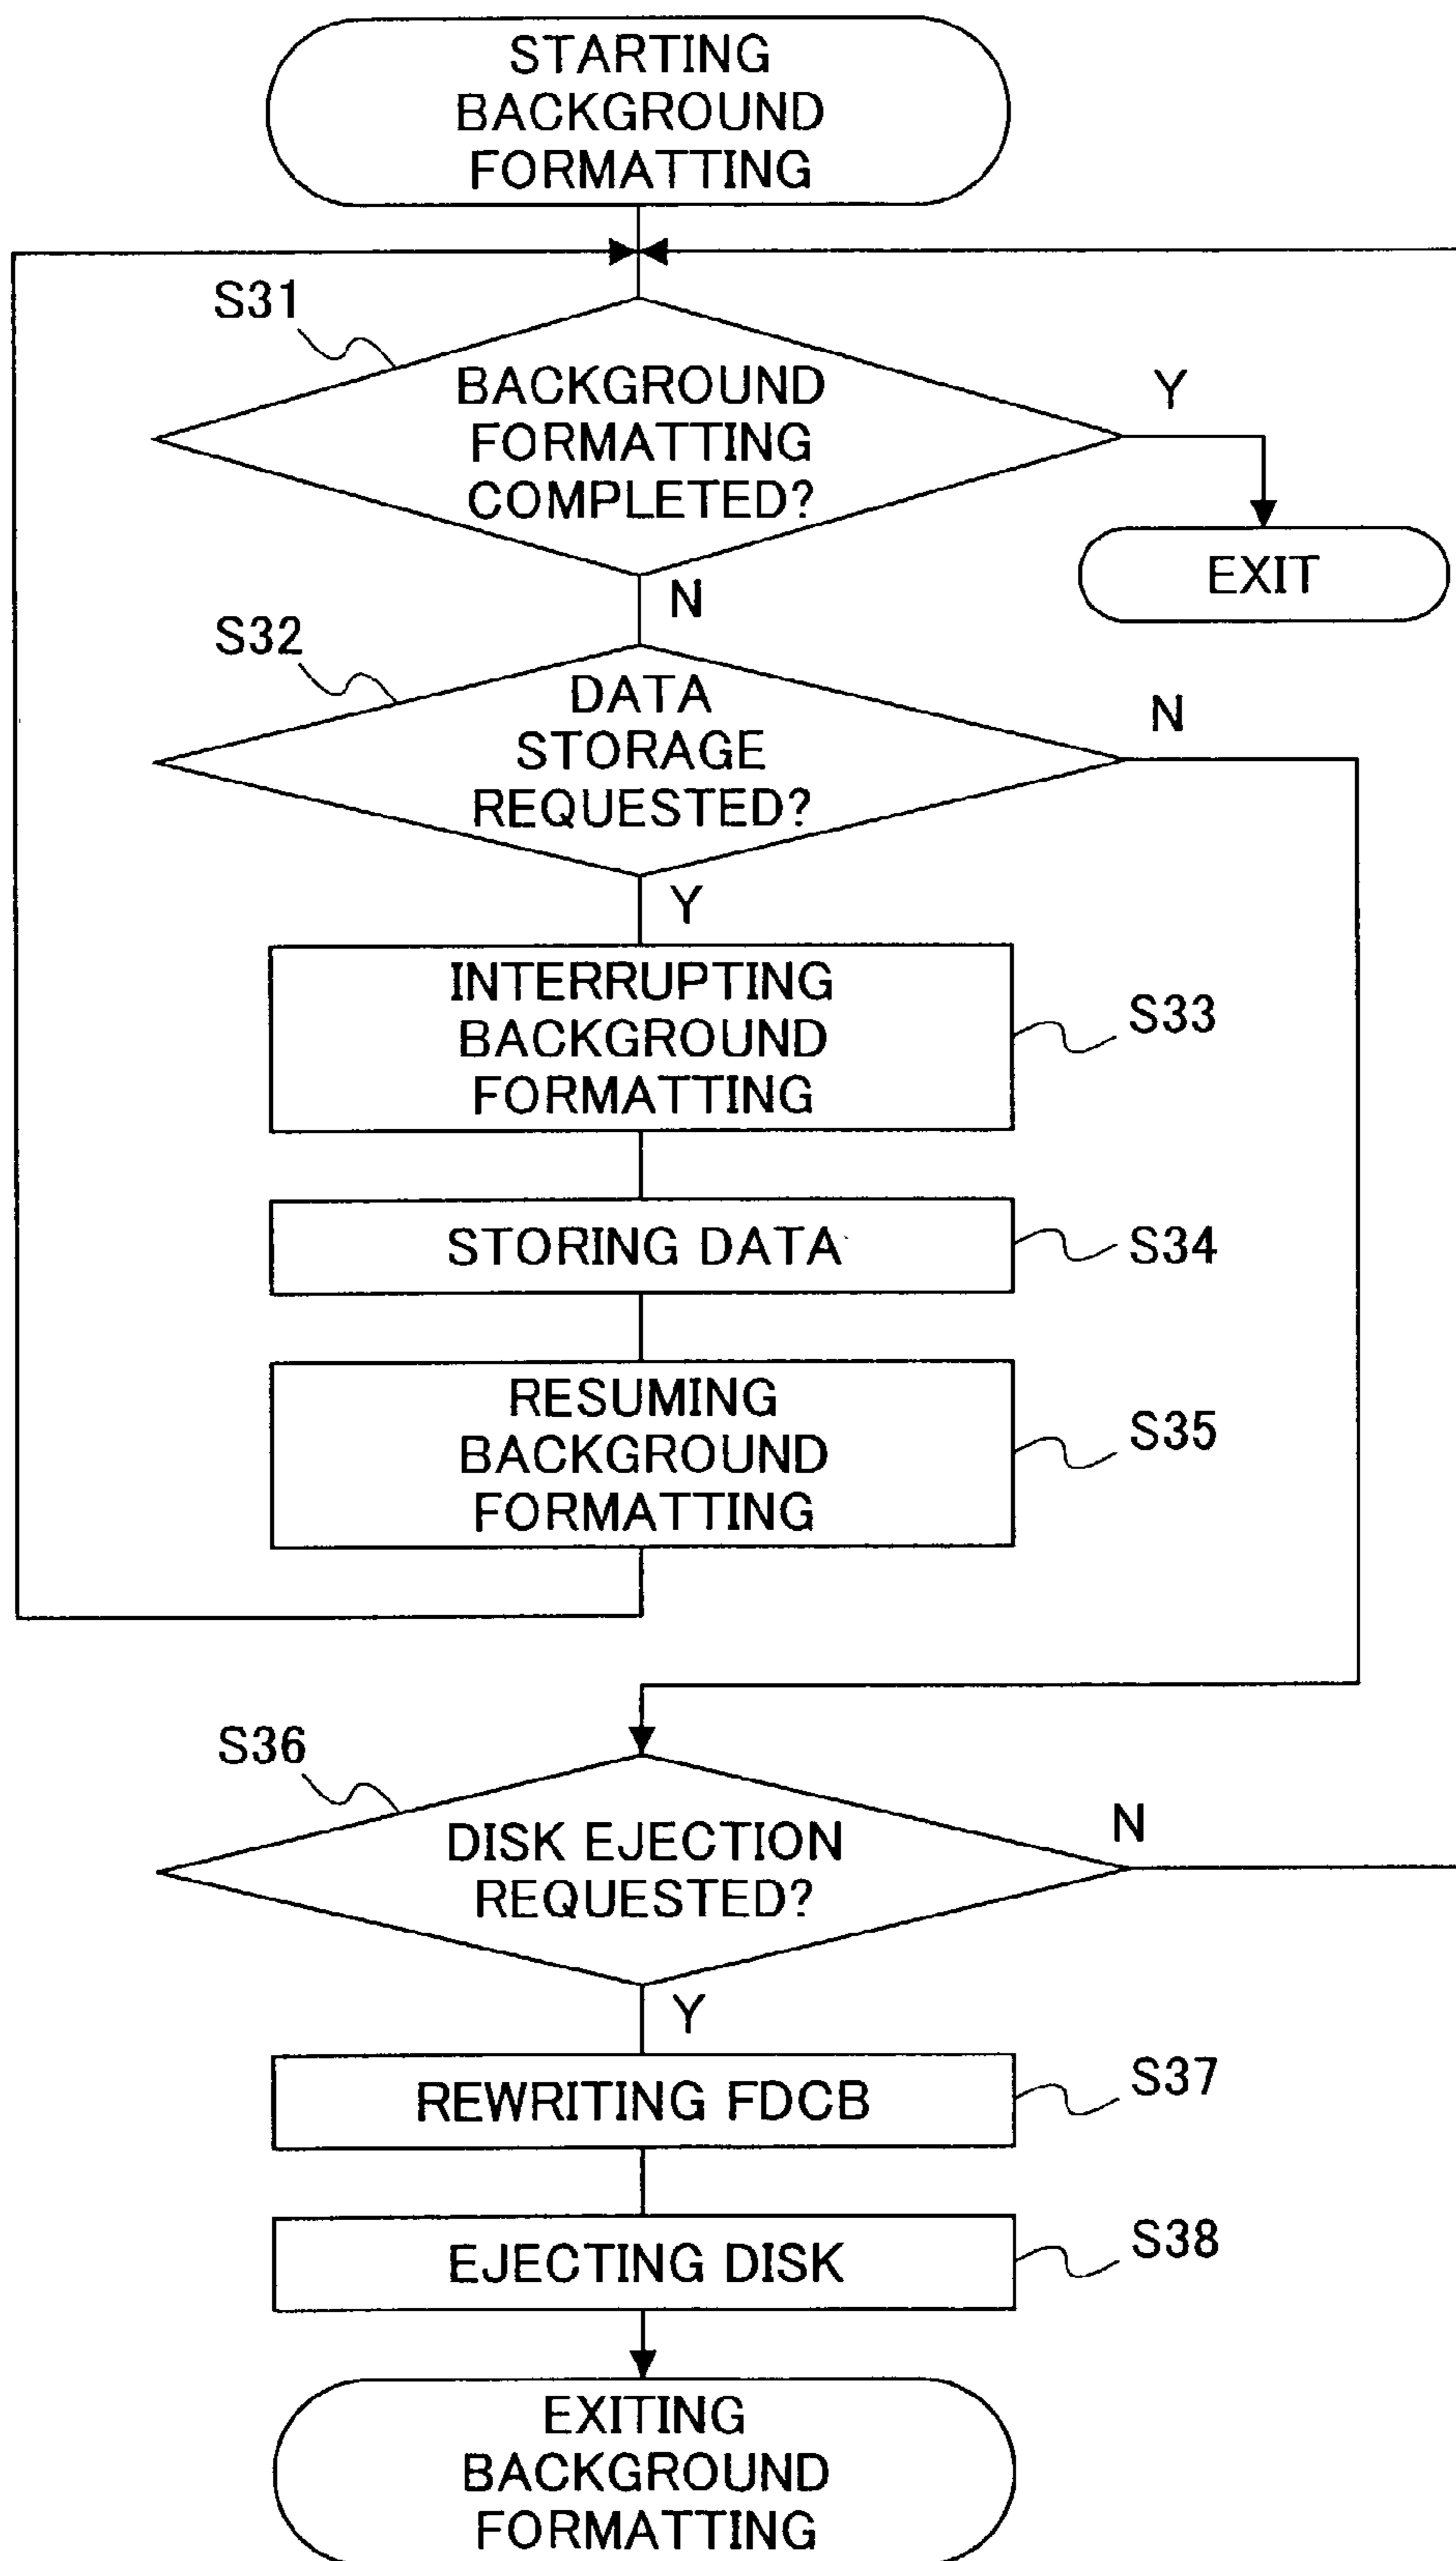 STARTING
BACKGROUND
FORMATTING
S31
BACKGROUND
FORMATTING
COMPLETED?
Y
EXIT
N
S32
DATA
STORAGE
REQUESTED?
N
Y
INTERRUPTING
BACKGROUND
FORMATTING
S33
STORING DATA
S34
RESUMING
BACKGROUND
FORMATTING
S35
S36
DISK EJECTION
REQUESTED?
N
Y
REWRITING FDCB
S37
EJECTING DISK
S38
EXITING
BACKGROUND
FORMATTING